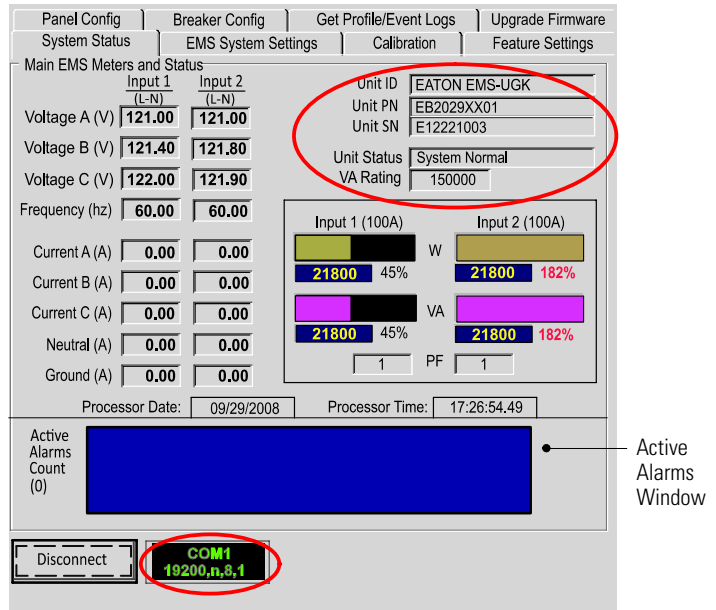 Panel Config Breaker Config Get Profile/Event Logs Upgrade Firmware
System Status EMS System Settings Calibration Feature Settings
Main EMS Meters and Status
Input 1 Input 2
(L-N) (L-N)
Voltage A (V) 121.00 121.00
Voltage B (V) 121.40 121.80
Voltage C (V) 122.00 121.90
Frequency (hz) 60.00 60.00
Current A (A) 0.00 0.00
Current B (A) 0.00 0.00
Current C (A) 0.00 0.00
Neutral (A) 0.00 0.00
Ground (A) 0.00 0.00
Unit ID EATON EMS-UGK
Unit PN EB2029XX01
Unit SN E12221003
Unit Status System Normal
VA Rating 150000
Input 1 (100A) Input 2 (100A)
W
21800 45% 21800 182%
VA
21800 45% 21800 182%
1 PF 1
Processor Date: 09/29/2008 Processor Time: 17:26:54.49
Active
Alarms
Count
(0)
Active
Alarms
Window
Disconnect
COM1
19200,n,8,1